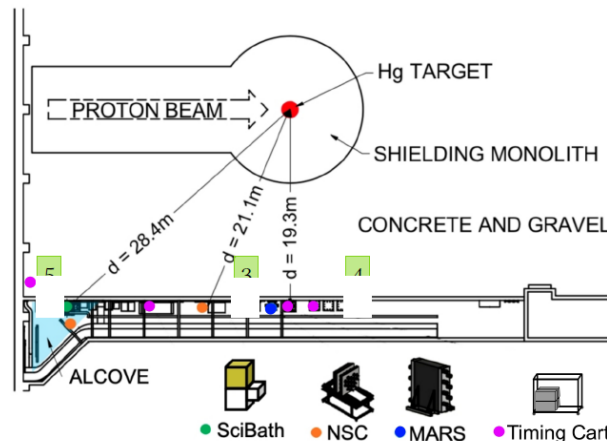 Hg TARGET
PROTON BEAM
SHIELDING MONOLITH
d = 28.4m
d = 21.1m
d = 19.3m
CONCRETE AND GRAVEL
5
3
4
ALCOVE
SciBath
NSC
MARS
Timing Cart